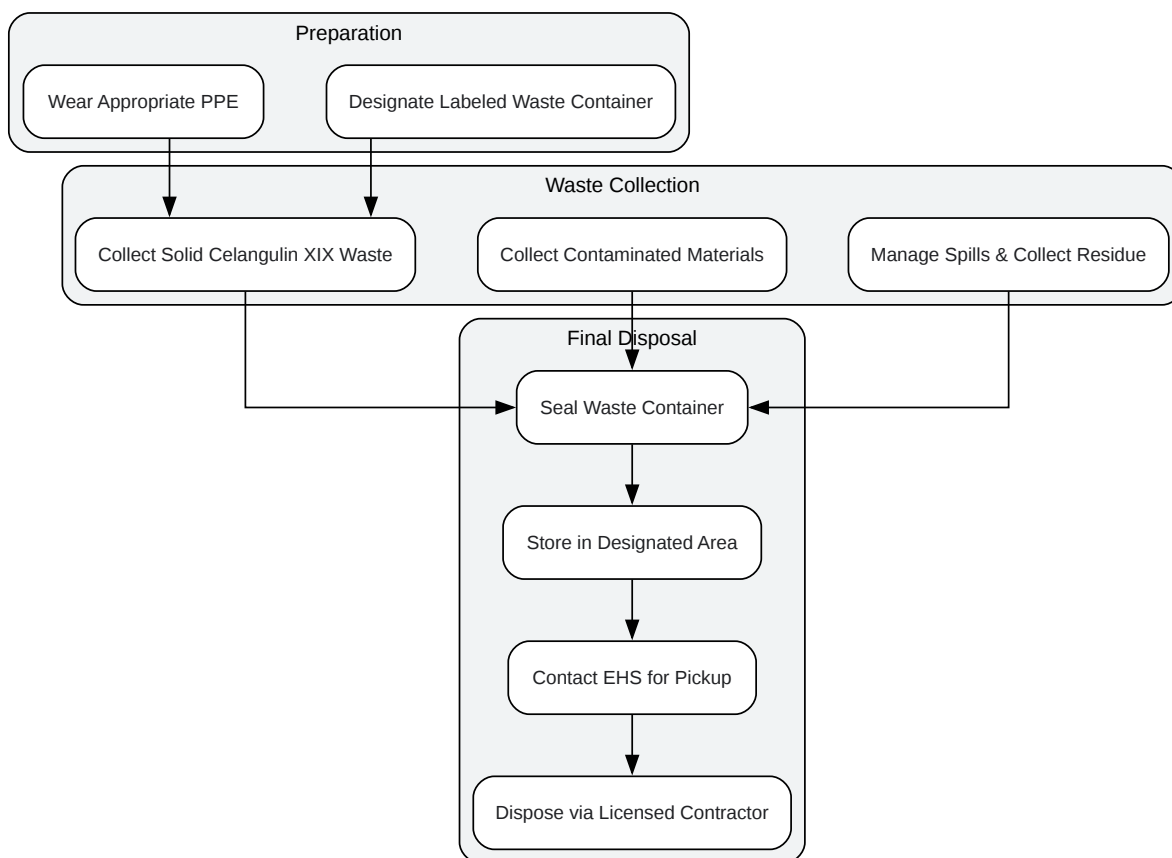 Preparation
Wear Appropriate PPE
Designate Labeled Waste Container
Waste Collection
Collect Solid Celangulin XIX Waste
Collect Contaminated Materials
Manage Spills & Collect Residue
Final Disposal
Seal Waste Container
Store in Designated Area
Contact EHS for Pickup
Dispose via Licensed Contractor